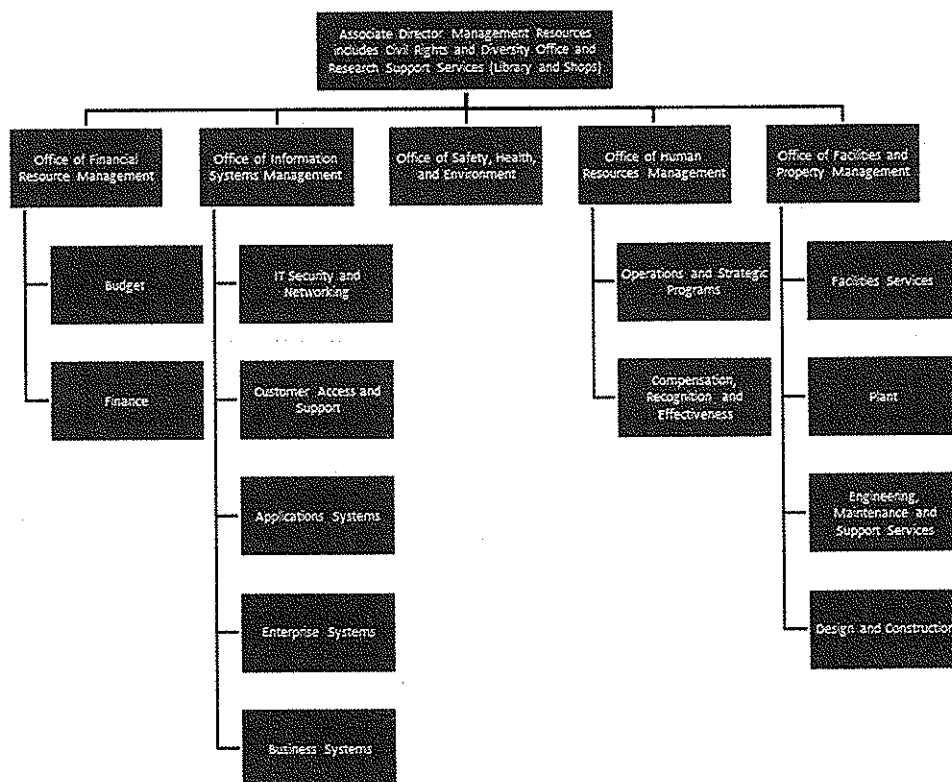 Associate Director Management Resources
includes Civil Rights and Diversity Office and
Research Support Services (Library and Shops)
Office of Financial
Resource Management
Office of Information
Systems Management
Office of Safety, Health,
and Environment
Office of Human
Resources Management
Office of Facilities and
Property Management
Budget
Finance
IT Security and
Networking
Customer Access and
Support
Applications Systems
Enterprise Systems
Business Systems
Operations and Strategic
Programs
Compensation,
Recognition and
Effectiveness
Facilities Services
Plant
Engineering,
Maintenance and
Support Services
Design and Construction